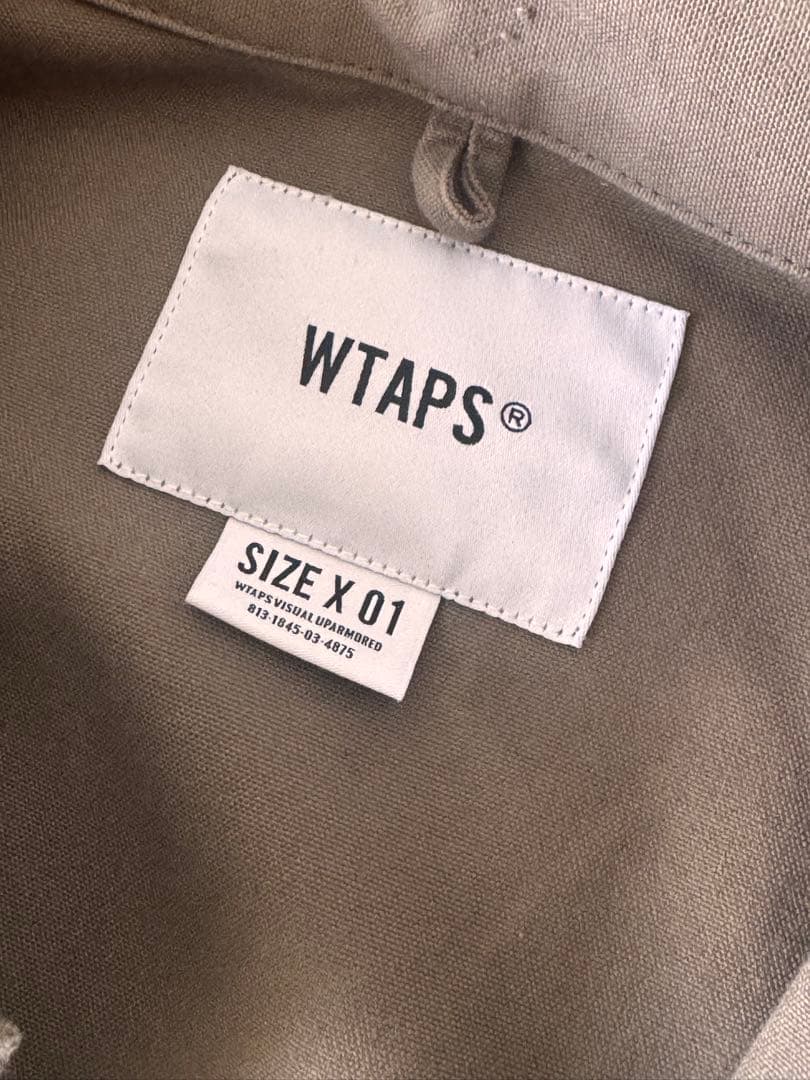 WTAPS®
SIZE X 01
WTAPS VISUAL UPARMORED
813-1845-03-4875